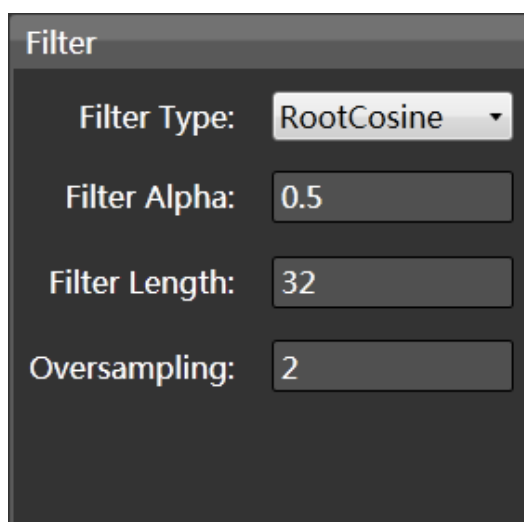 Filter
Filter Type: RootCosine
Filter Alpha: 0.5
Filter Length: 32
Oversampling: 2